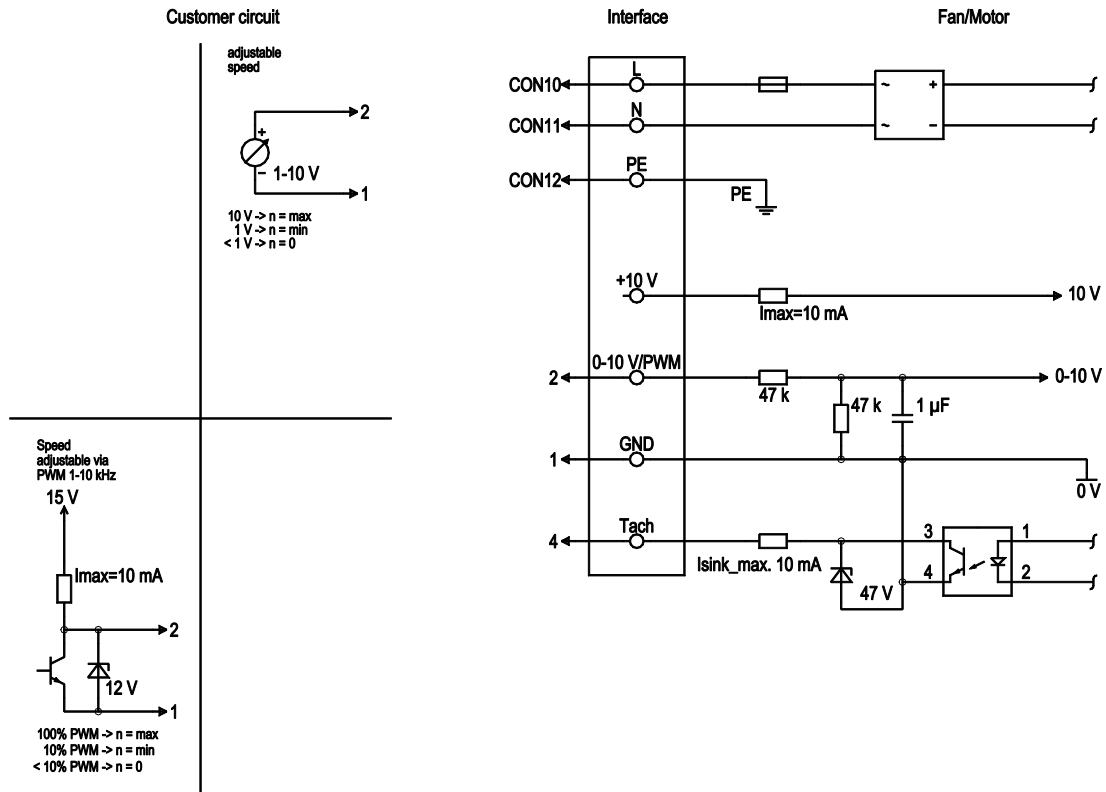 Customer circuit
Interface
Fan/Motor
adjustable
speed
2
+
– 1-10 V
1
10 V -> n = max
1 V -> n = min
< 1 V -> n = 0
CON10
L
~
+
CON11
N
~
–
CON12
PE
PE
+10 V
10 V
Imax=10 mA
2
0-10 V/PWM
0-10 V
47 k
47 k
1 µF
1
GND
0 V
4
Tach
Isink_max. 10 mA
47 V
3
4
1
2
Speed
adjustable via
PWM 1-10 kHz
15 V
Imax=10 mA
2
12 V
1
100% PWM -> n = max
10% PWM -> n = min
< 10% PWM -> n = 0